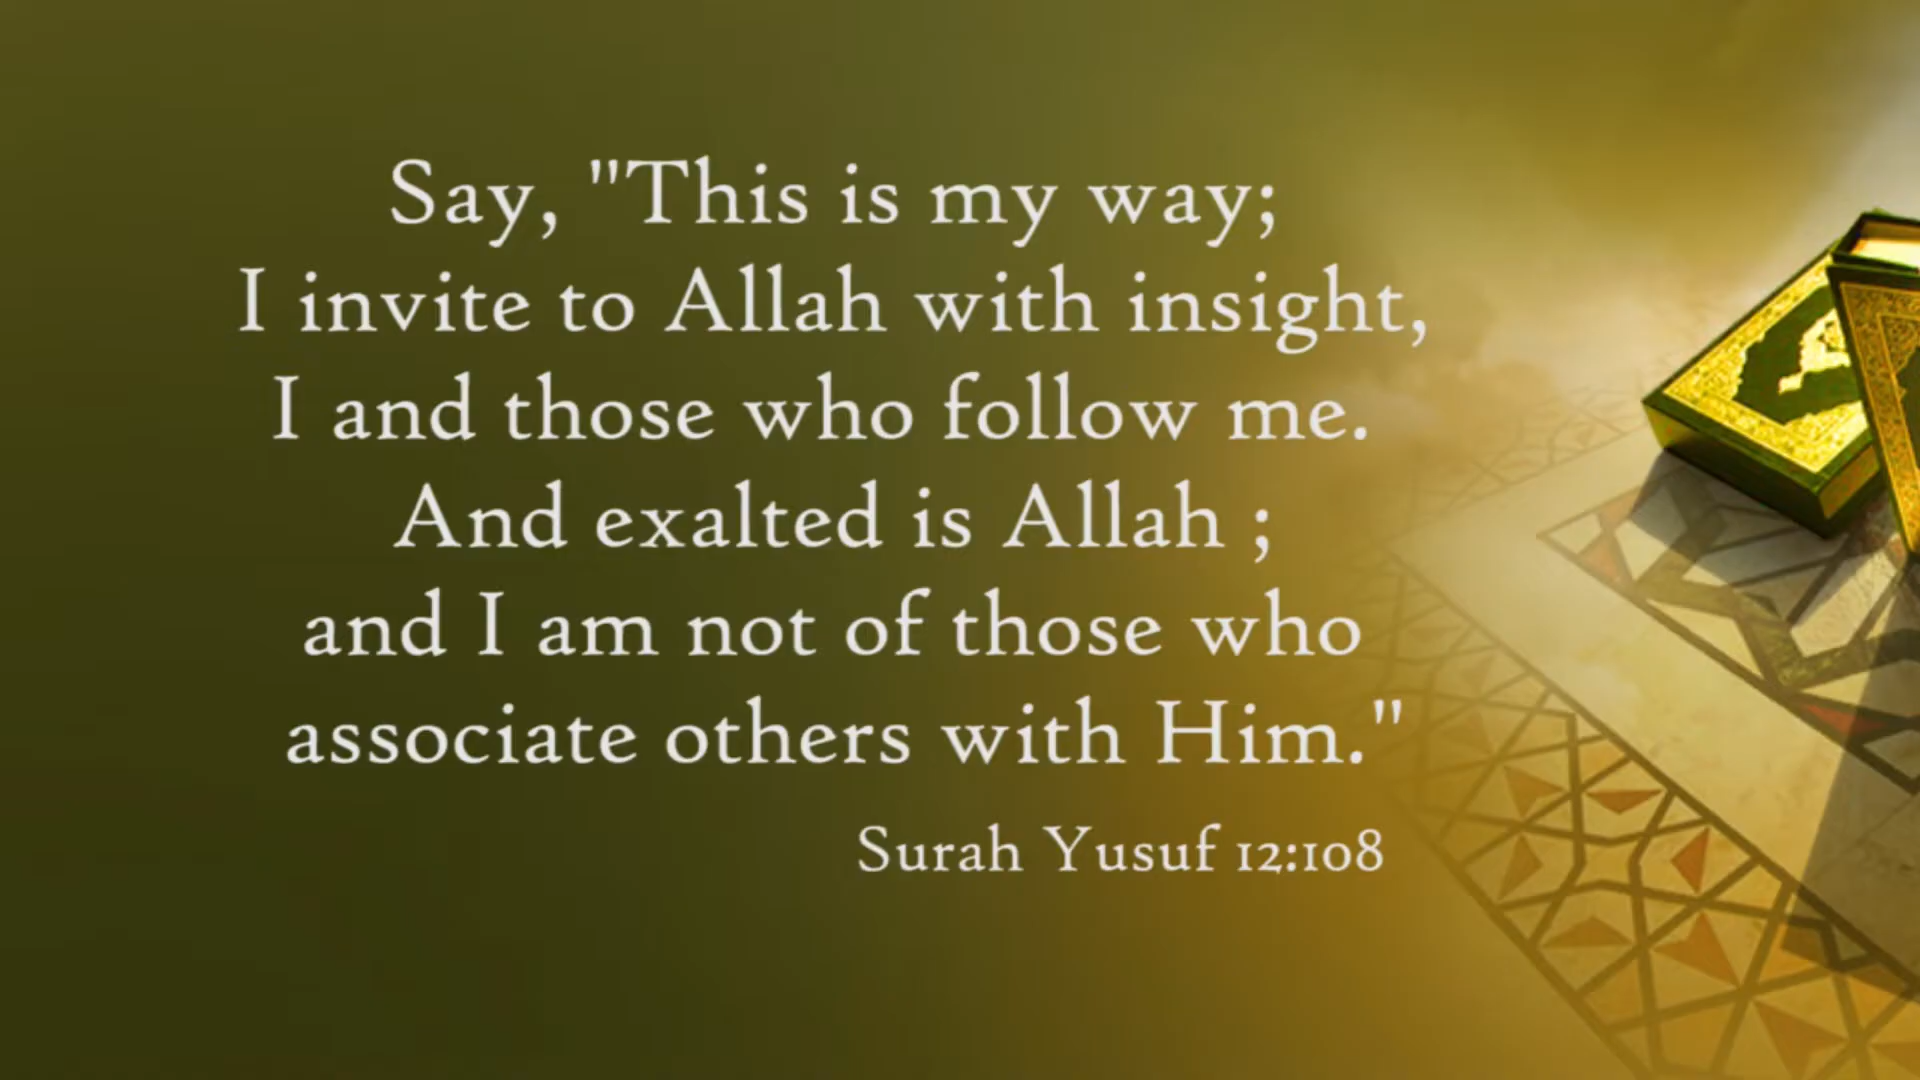 Say, "This is my way;
I invite to Allah with insight,
I and those who follow me.
And exalted is Allah ;
and I am not of those who
associate others with Him."
Surah Yusuf 12:108